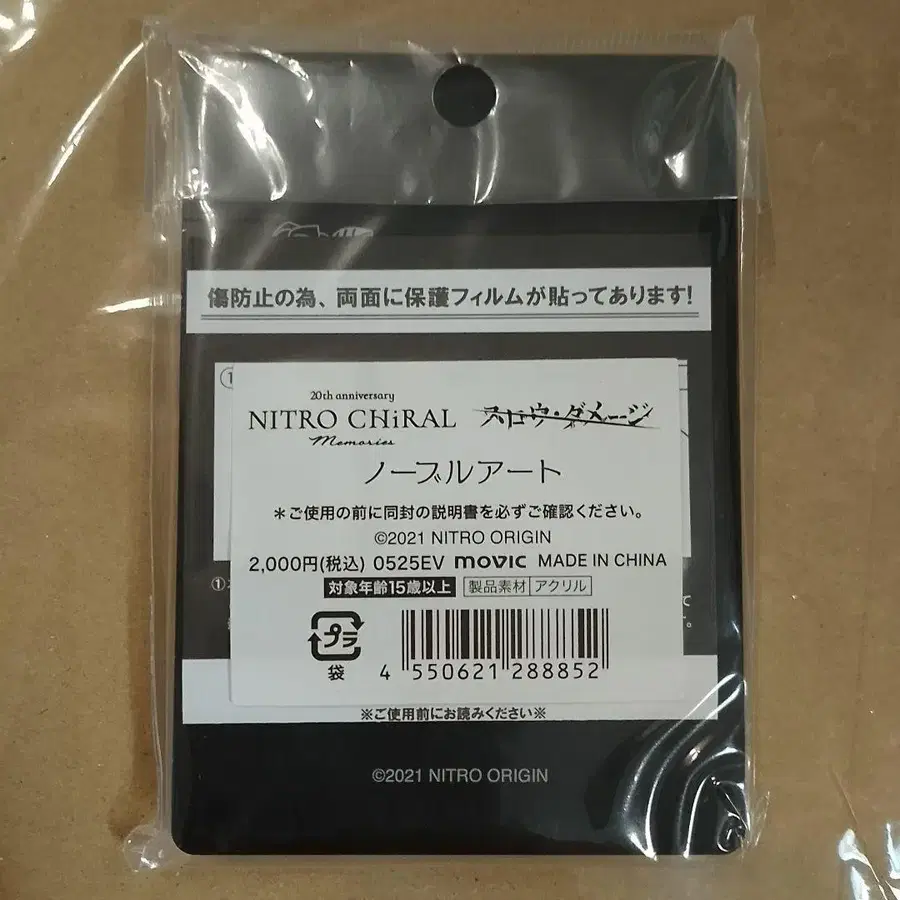 傷防止の為、両面に保護フィルムが貼ってあります!
①
20th anniversary
NITRO CHiRAL スロウ・ダメージ
Memories
ノーブルアート
＊ご使用の前に同封の説明書を必ずご確認ください。
©2021 NITRO ORIGIN
2,000円(税込) 0525EV movic MADE IN CHINA
対象年齢15歳以上 製品素材 アクリル
①
て
す。
プラ
袋
4 550621 288852
※ご使用前にお読みください※
©2021 NITRO ORIGIN